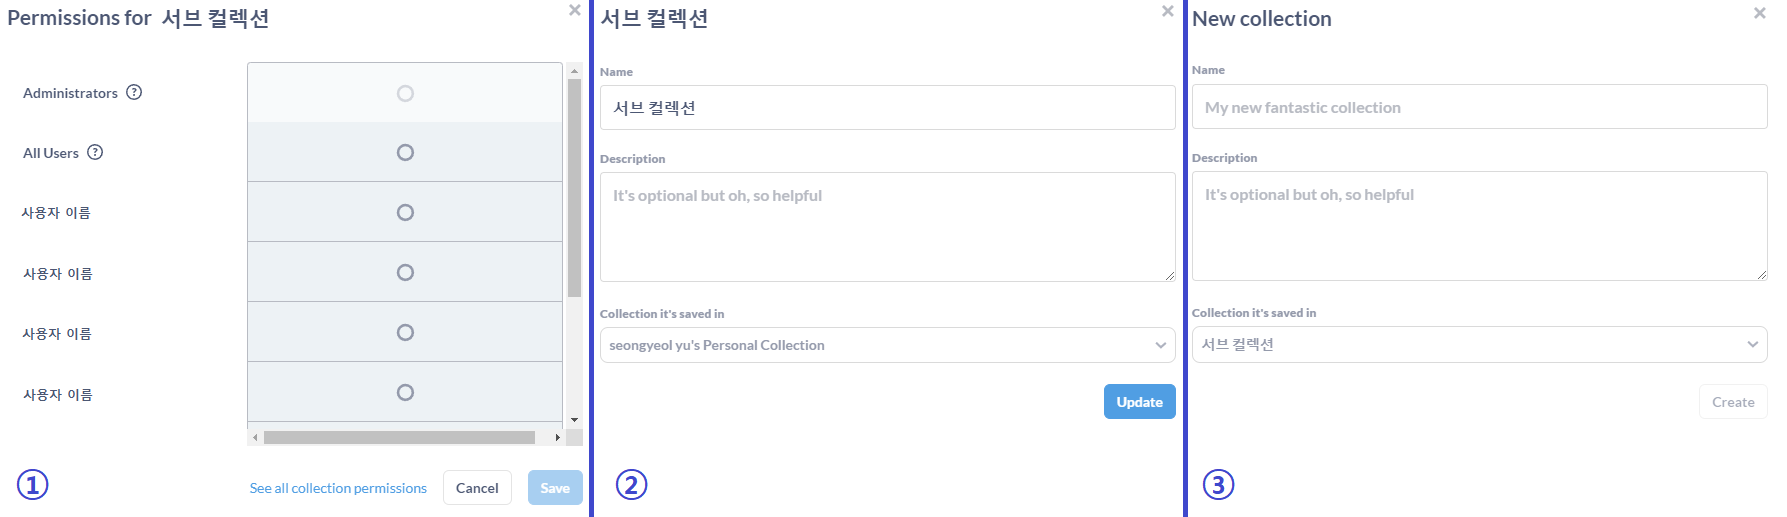 Permissions for 서브 컬렉션
Administrators ?
All Users ?
사용자 이름
사용자 이름
사용자 이름
사용자 이름
See all collection permissions
Cancel
Save
①
서브 컬렉션
Name
서브 컬렉션
Description
It's optional but oh, so helpful
Collection it's saved in
seongyeol yu's Personal Collection
Update
②
New collection
Name
My new fantastic collection
Description
It's optional but oh, so helpful
Collection it's saved in
서브 컬렉션
Create
③